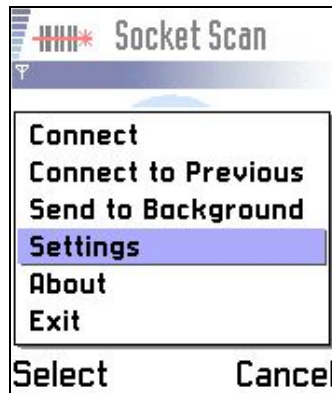 Socket Scan
Connect
Connect to Previous
Send to Background
Settings
About
Exit
Select Cancel